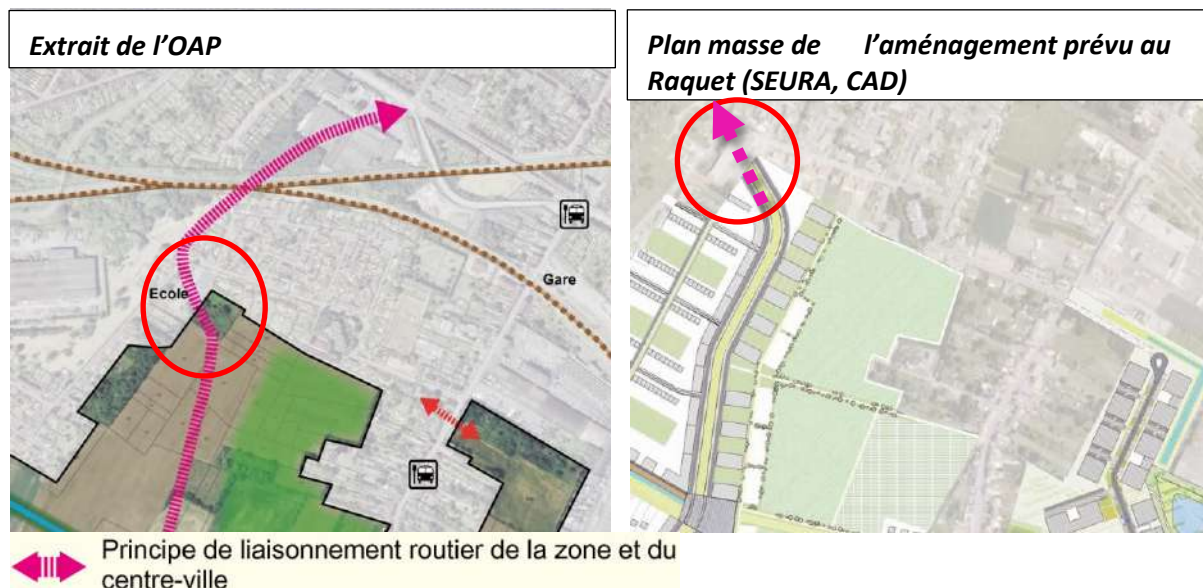 Extrait de l’OAP
Plan masse de l’aménagement prévu au
Raquet (SEURA, CAD)
Ecole
Gare
Principe de liaisonnement routier de la zone et du
centre-ville